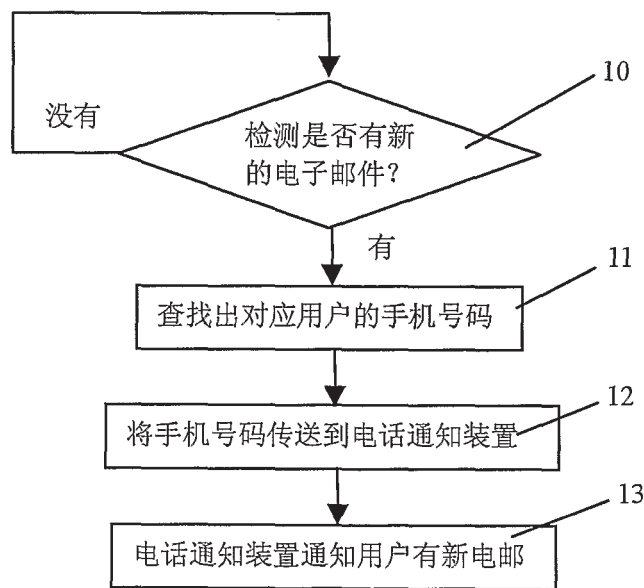 10
没有
检测是否有新
的电子邮件?
有
11
查找出对应用户的手机号码
12
将手机号码传送到电话通知装置
13
电话通知装置通知用户有新电邮